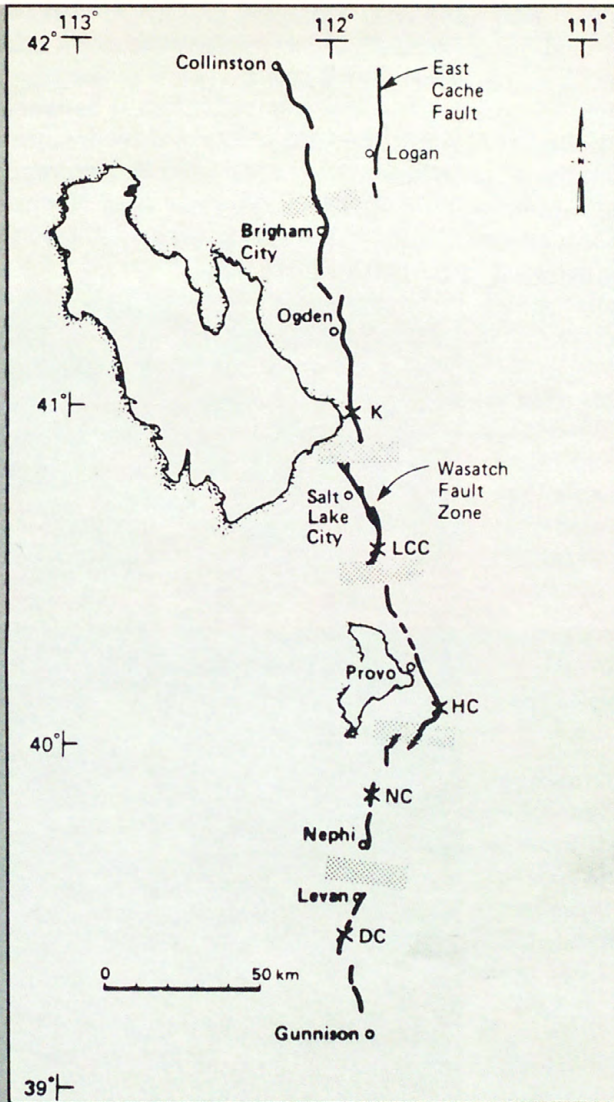 113°
112°
111°
42°
Collinston
East
Cache
Fault
N
Logan
Brigham
City
Ogden
41°
K
Wasatch
Fault
Zone
Salt
Lake
City
LCC
Provo
HC
40°
NC
Nephi
Levan
DC
0 50 km
Gunnison
39°